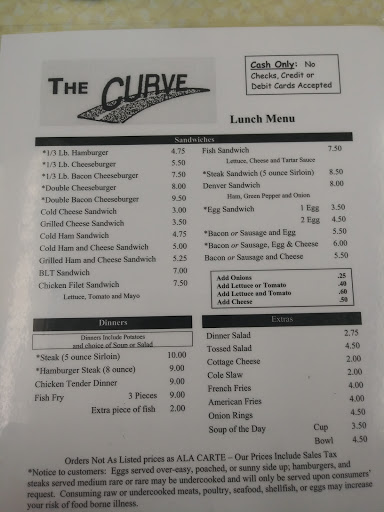 THE CURVE
Cash Only: No
Checks, Credit or
Debit Cards Accepted
Lunch Menu
Sandwiches
*1/3 Lb. Hamburger 4.75
*1/3 Lb. Cheeseburger 5.50
*1/3 Lb. Bacon Cheeseburger 7.50
*Double Cheeseburger 8.00
*Double Bacon Cheeseburger 9.50
Cold Cheese Sandwich 3.00
Grilled Cheese Sandwich 3.50
Cold Ham Sandwich 4.75
Cold Ham and Cheese Sandwich 5.00
Grilled Ham and Cheese Sandwich 5.25
BLT Sandwich 7.00
Chicken Filet Sandwich 7.50
Lettuce, Tomato and Mayo
Fish Sandwich 7.50
Lettuce, Cheese and Tartar Sauce
*Steak Sandwich (5 ounce Sirloin) 8.50
Denver Sandwich 8.00
Ham, Green Pepper and Onion
*Egg Sandwich 1 Egg 3.50
2 Egg 4.50
*Bacon or Sausage and Egg 5.50
*Bacon or Sausage, Egg & Cheese 6.00
Bacon or Sausage and Cheese 5.50
Add Onions .25
Add Lettuce or Tomato .40
Add Lettuce and Tomato .60
Add Cheese .50
Dinners
Dinners Include Potatoes
and choice of Soup or Salad
*Steak (5 ounce Sirloin) 10.00
*Hamburger Steak (8 ounce) 9.00
Chicken Tender Dinner 9.00
Fish Fry 3 Pieces 9.00
Extra piece of fish 2.00
Extras
Dinner Salad 2.75
Tossed Salad 4.50
Cottage Cheese 2.00
Cole Slaw 2.00
French Fries 4.00
American Fries 4.00
Onion Rings 4.50
Soup of the Day Cup 3.50
Bowl 4.50
Orders Not As Listed prices as ALA CARTE – Our Prices Include Sales Tax
*Notice to customers: Eggs served over-easy, poached, or sunny side up; hamburgers, and
steaks served medium rare or rare may be undercooked and will only be served upon consumers'
request. Consuming raw or undercooked meats, poultry, seafood, shellfish, or eggs may increase
your risk of food borne illness.